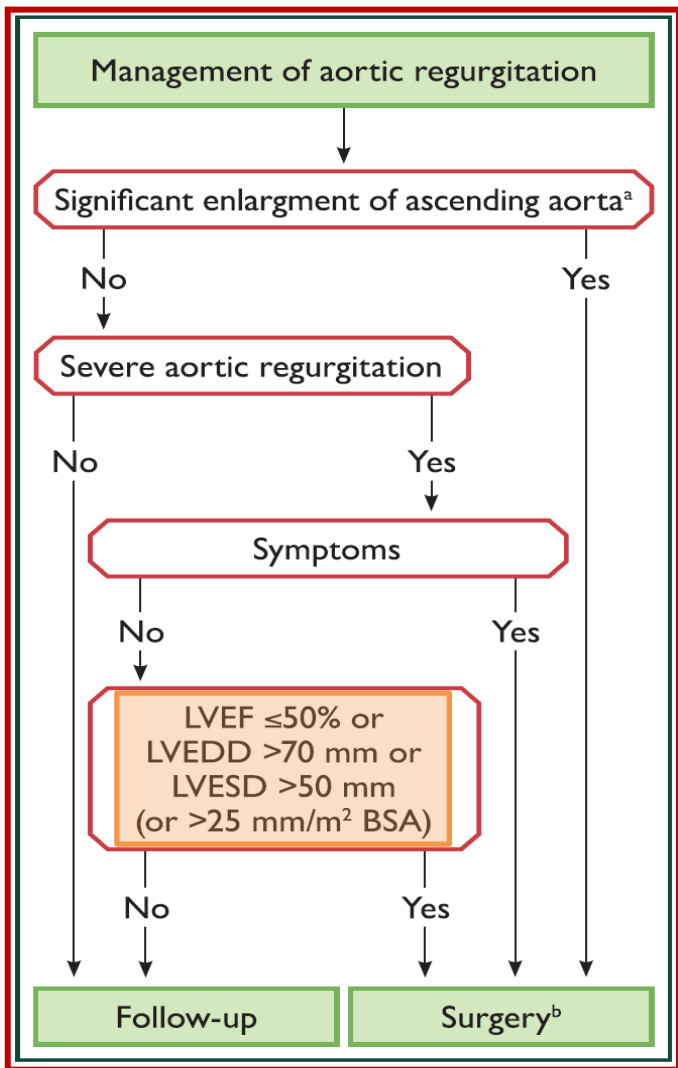 Management of aortic regurgitation
Significant enlargment of ascending aortaᵃ
No
Yes
Severe aortic regurgitation
No
Yes
Symptoms
No
Yes
LVEF ≤50% or
LVEDD >70 mm or
LVESD >50 mm
(or >25 mm/m² BSA)
No
Yes
Follow-up
Surgeryᵇ